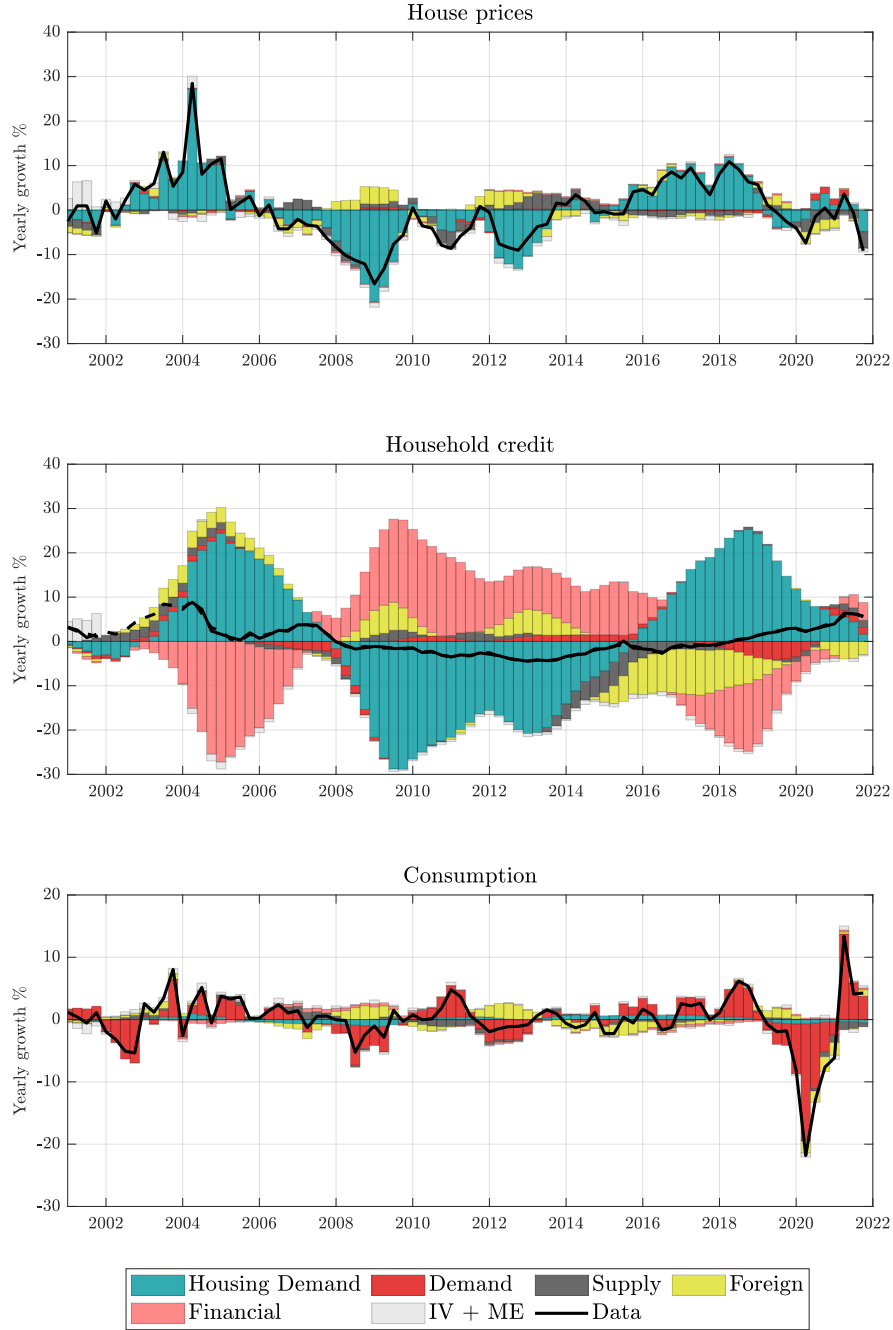 House prices
Yearly growth %
40
30
20
10
0
-10
-20
-30
2002 2004 2006 2008 2010 2012 2014 2016 2018 2020 2022
Household credit
Yearly growth %
40
30
20
10
0
-10
-20
-30
2002 2004 2006 2008 2010 2012 2014 2016 2018 2020 2022
Consumption
Yearly growth %
20
10
0
-10
-20
-30
2002 2004 2006 2008 2010 2012 2014 2016 2018 2020 2022
Housing Demand Demand Supply Foreign
Financial IV + ME Data